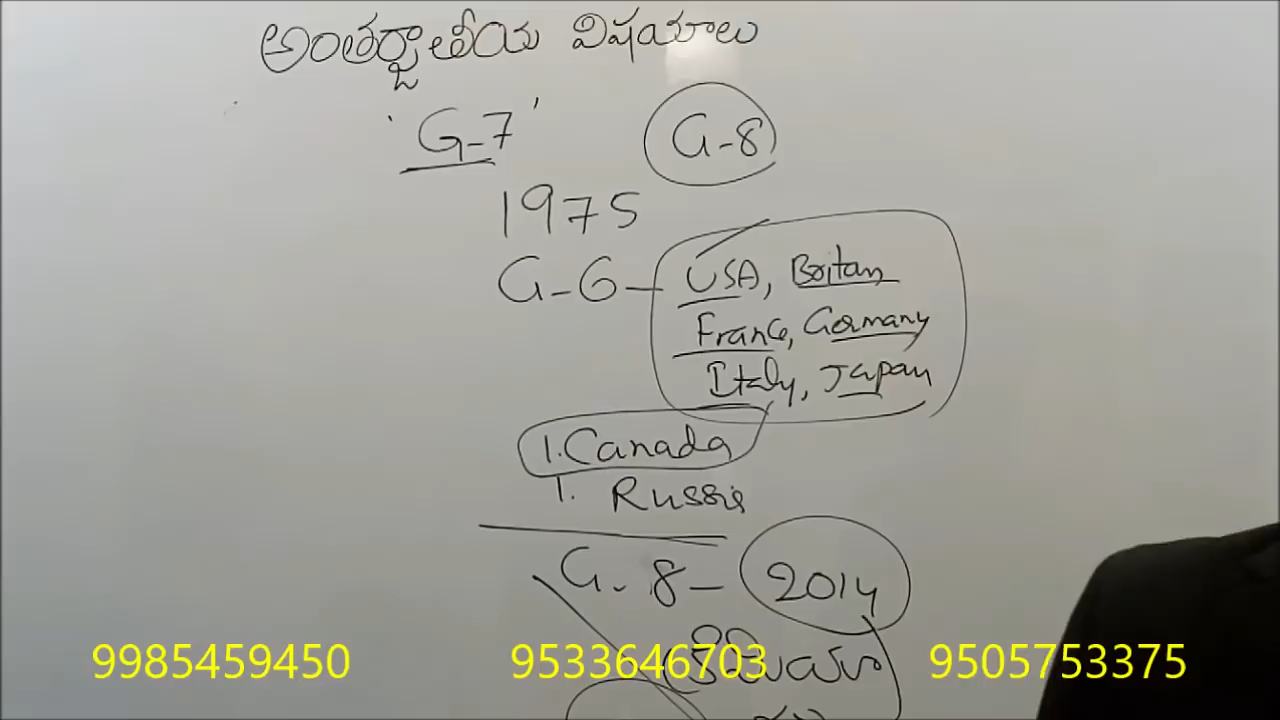 అంతర్జాతీయ విషయాలు
'G-7' G-8
1975
G-6- USA, Britan
France, Germany
Italy, Japan
1. Canada
1. Russia
G-8- 2014
క్రిమియా
9985459450 9533646703 9505753375